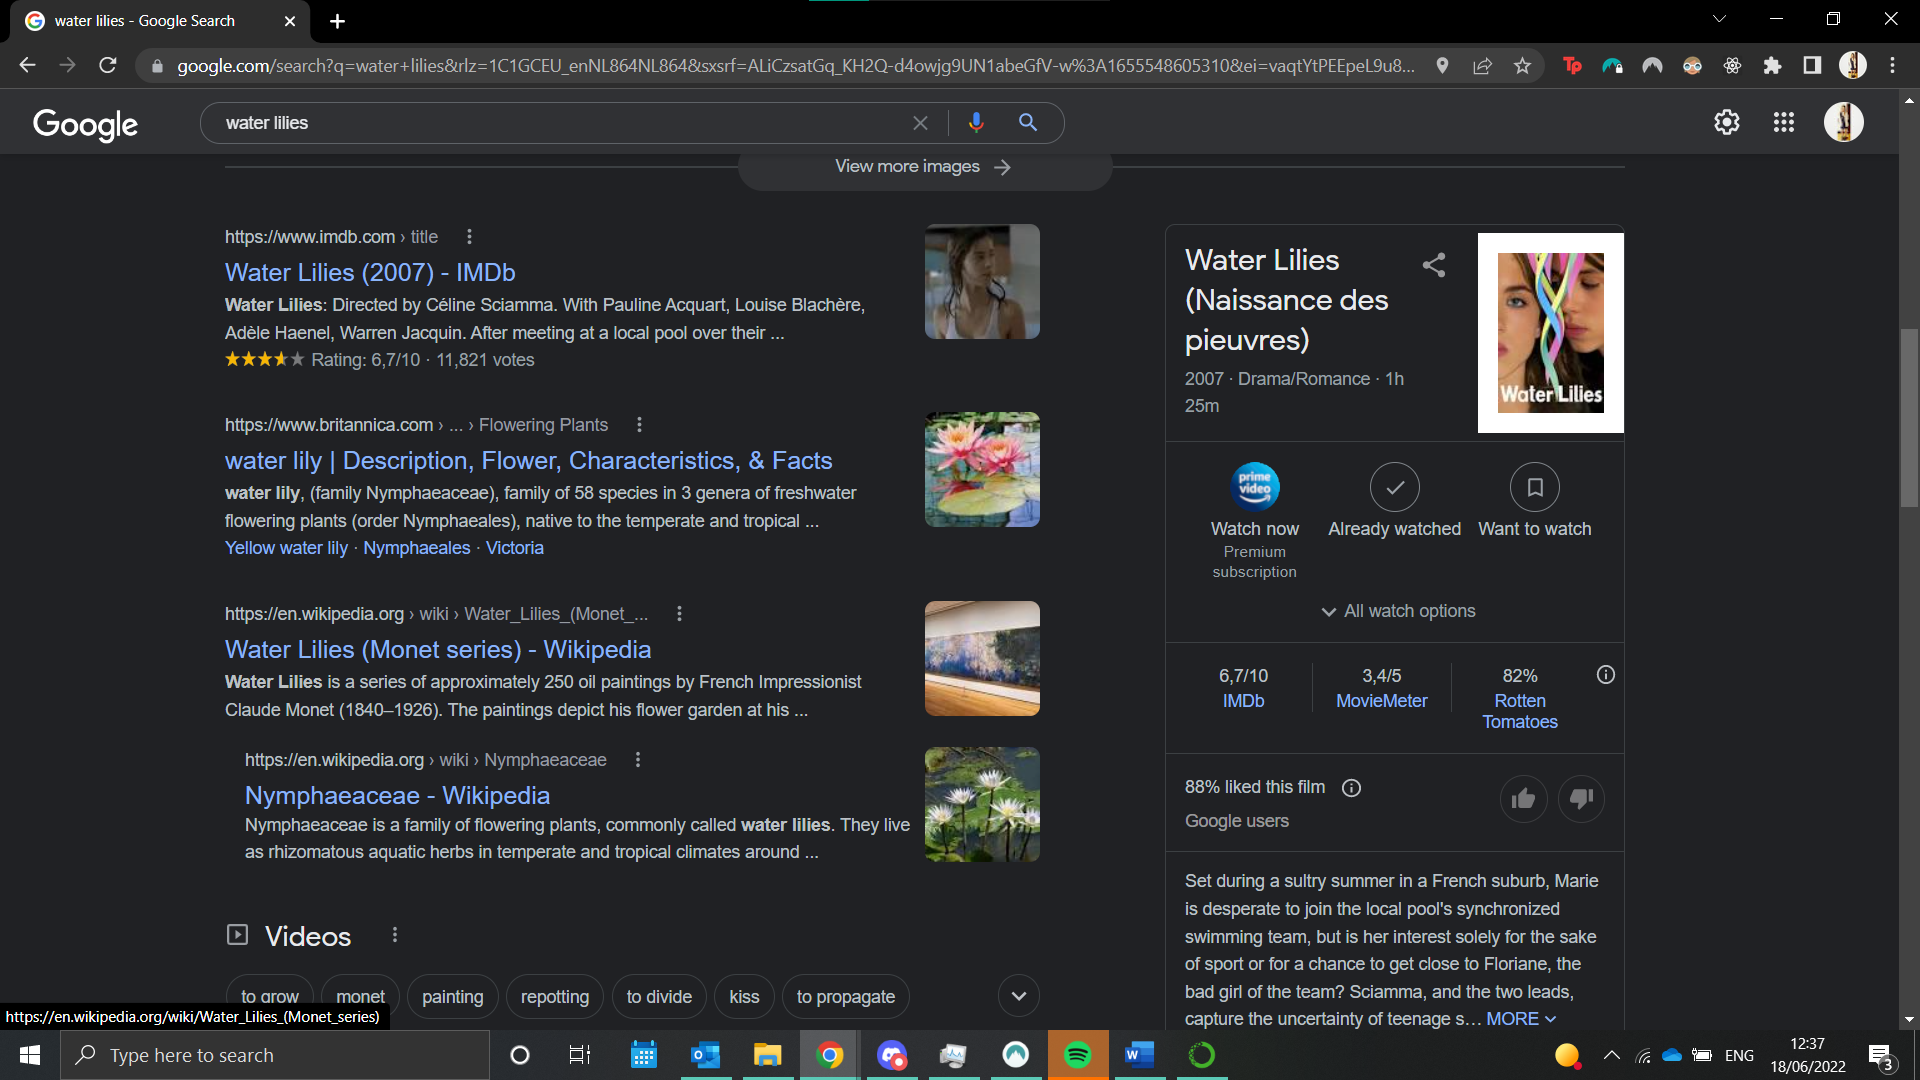 water lilies - Google Search
google.com/search?q=water+lilies&rlz=1C1GCEU_enNL864NL864&sxsrf=ALiCzsatGq_KH2Q-d4owjg9UN1abeGfV-w%3A1655548605310&ei=vaqtYtPEEpeL9u8...
Google
water lilies
View more images
https://www.imdb.com › title
Water Lilies (2007) - IMDb
Water Lilies: Directed by Céline Sciamma. With Pauline Acquart, Louise Blachère,
Adèle Haenel, Warren Jacquin. After meeting at a local pool over their ...
Rating: 6,7/10 · 11,821 votes
https://www.britannica.com › ... › Flowering Plants
water lily | Description, Flower, Characteristics, & Facts
water lily, (family Nymphaeaceae), family of 58 species in 3 genera of freshwater
flowering plants (order Nymphaeales), native to the temperate and tropical ...
Yellow water lily · Nymphaeales · Victoria
https://en.wikipedia.org › wiki › Water_Lilies_(Monet_...
Water Lilies (Monet series) - Wikipedia
Water Lilies is a series of approximately 250 oil paintings by French Impressionist
Claude Monet (1840–1926). The paintings depict his flower garden at his ...
https://en.wikipedia.org › wiki › Nymphaeaceae
Nymphaeaceae - Wikipedia
Nymphaeaceae is a family of flowering plants, commonly called water lilies. They live
as rhizomatous aquatic herbs in temperate and tropical climates around ...
Videos
to grow
monet
painting
repotting
to divide
kiss
to propagate
Water Lilies
(Naissance des
pieuvres)
2007 · Drama/Romance · 1h
25m
Water Lilies
prime
video
Watch now
Premium
subscription
Already watched
Want to watch
All watch options
6,7/10
IMDb
3,4/5
MovieMeter
82%
Rotten
Tomatoes
88% liked this film
Google users
Set during a sultry summer in a French suburb, Marie
is desperate to join the local pool's synchronized
swimming team, but is her interest solely for the sake
of sport or for a chance to get close to Floriane, the
bad girl of the team? Sciamma, and the two leads,
capture the uncertainty of teenage s... MORE
https://en.wikipedia.org/wiki/Water_Lilies_(Monet_series)
Type here to search
ENG
12:37
18/06/2022
3